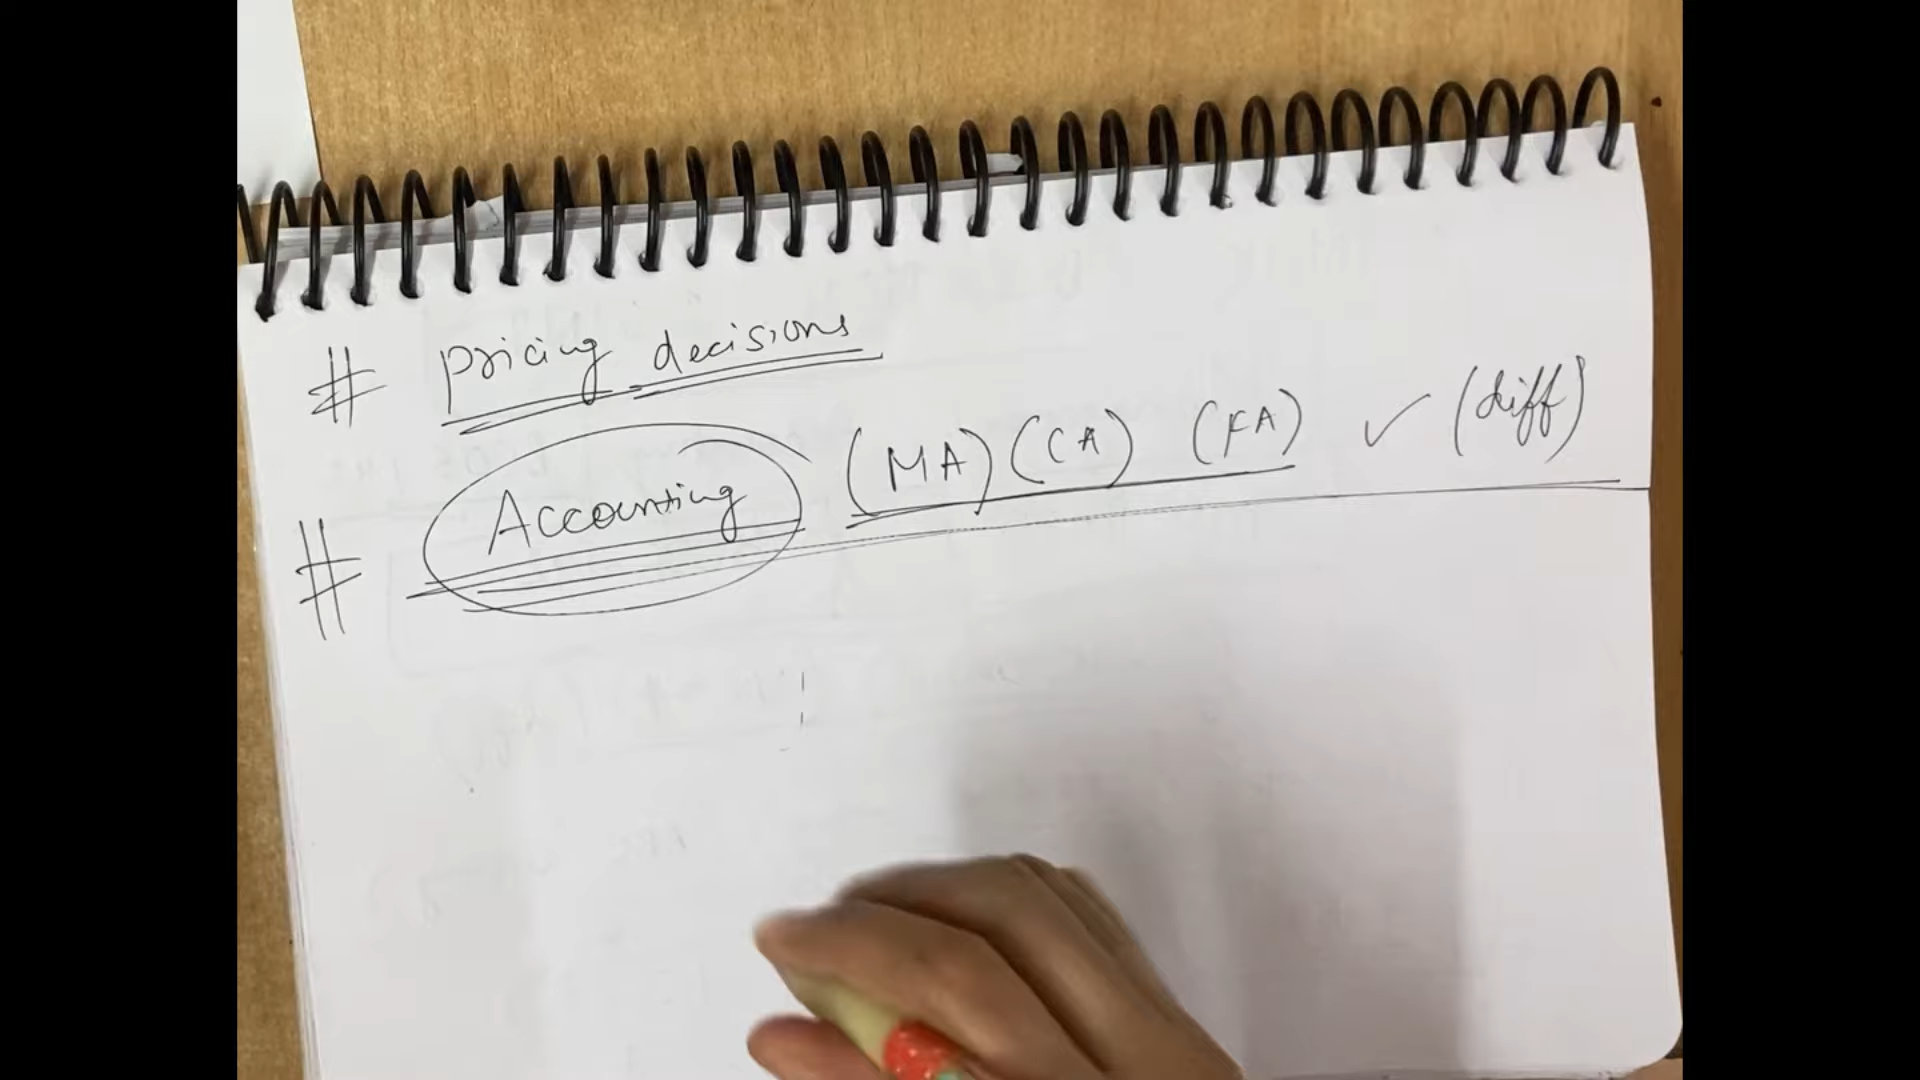 # pricing decisions
# Accounting (MA) (CA) (FA) ✓ (diff)